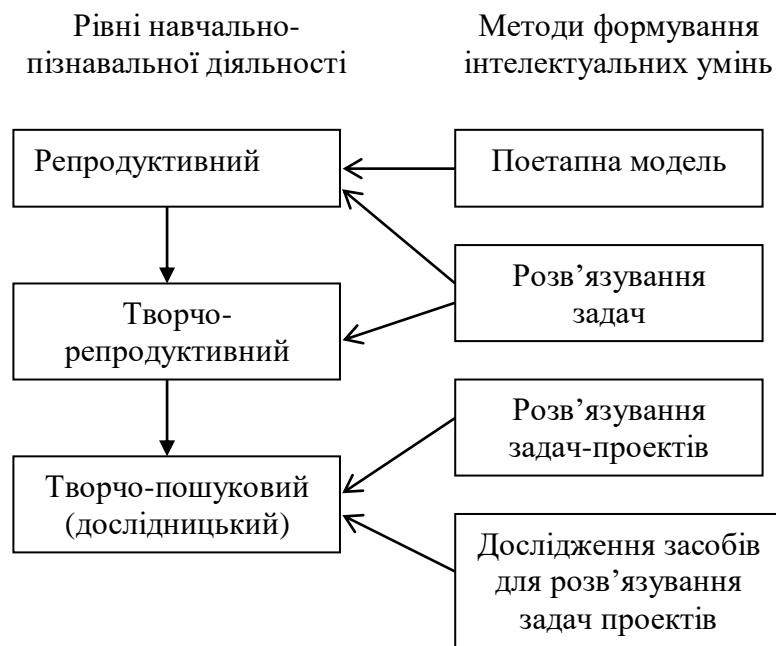 Рівні навчально-
пізнавальної діяльності
Методи формування
інтелектуальних умінь
Репродуктивний
Поетапна модель
Творчо-
репродуктивний
Розв’язування
задач
Розв’язування
задач-проектів
Творчо-пошуковий
(дослідницький)
Дослідження засобів
для розв’язування
задач проектів